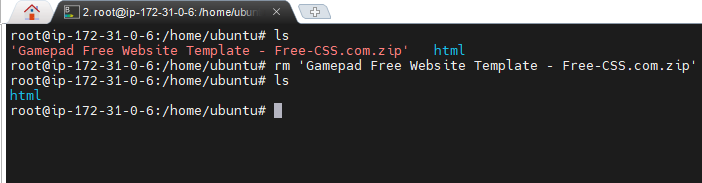 2. root@ip-172-31-0-6: /home/ubuntu
root@ip-172-31-0-6:/home/ubuntu# ls
'Gamepad Free Website Template - Free-CSS.com.zip'   html
root@ip-172-31-0-6:/home/ubuntu# rm 'Gamepad Free Website Template - Free-CSS.com.zip'
root@ip-172-31-0-6:/home/ubuntu# ls
html
root@ip-172-31-0-6:/home/ubuntu#